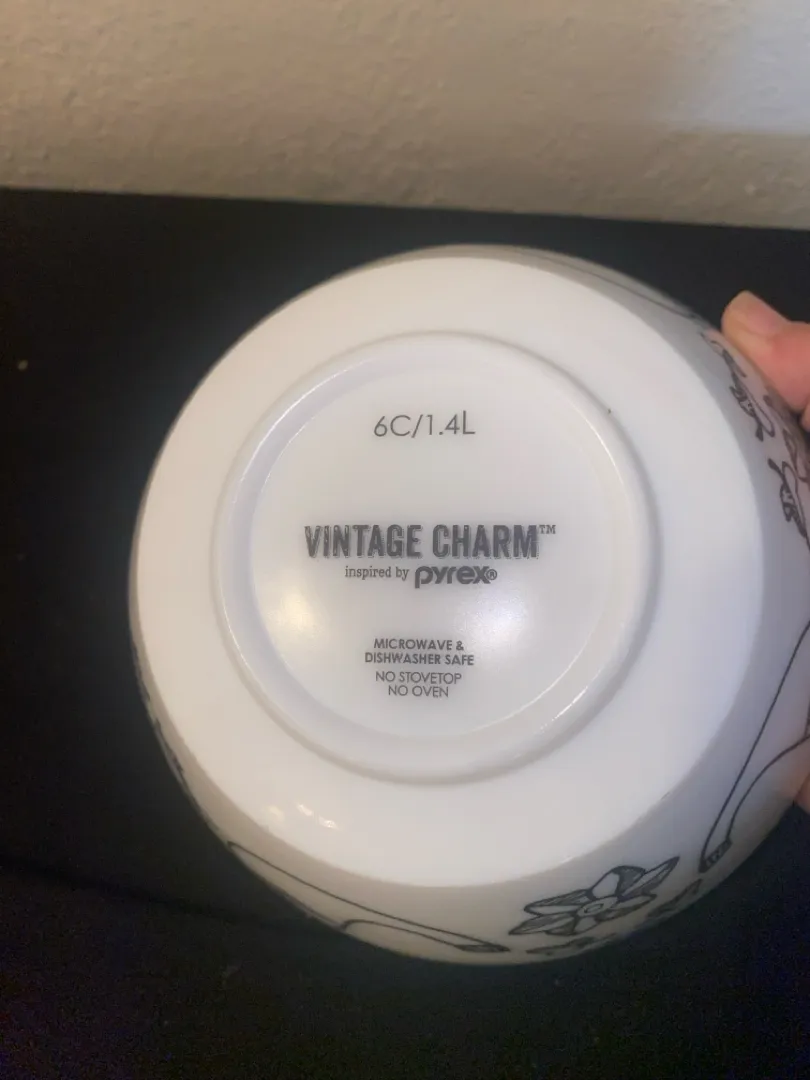 6C/1.4L
VINTAGE CHARM™
inspired by pyrex®
MICROWAVE &
DISHWASHER SAFE
NO STOVETOP
NO OVEN